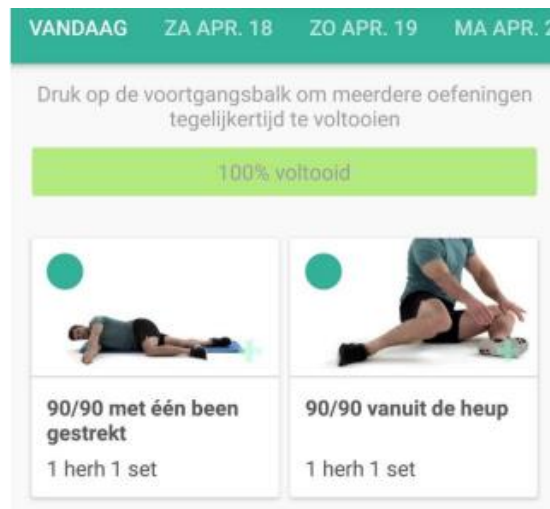 VANDAAG ZA APR. 18 ZO APR. 19 MA APR.
Druk op de voortgangsbalk om meerdere oefeningen
tegelijkertijd te voltooien
100% voltooid
90/90 met één been
gestrekt
1 herh 1 set
90/90 vanuit de heup
1 herh 1 set